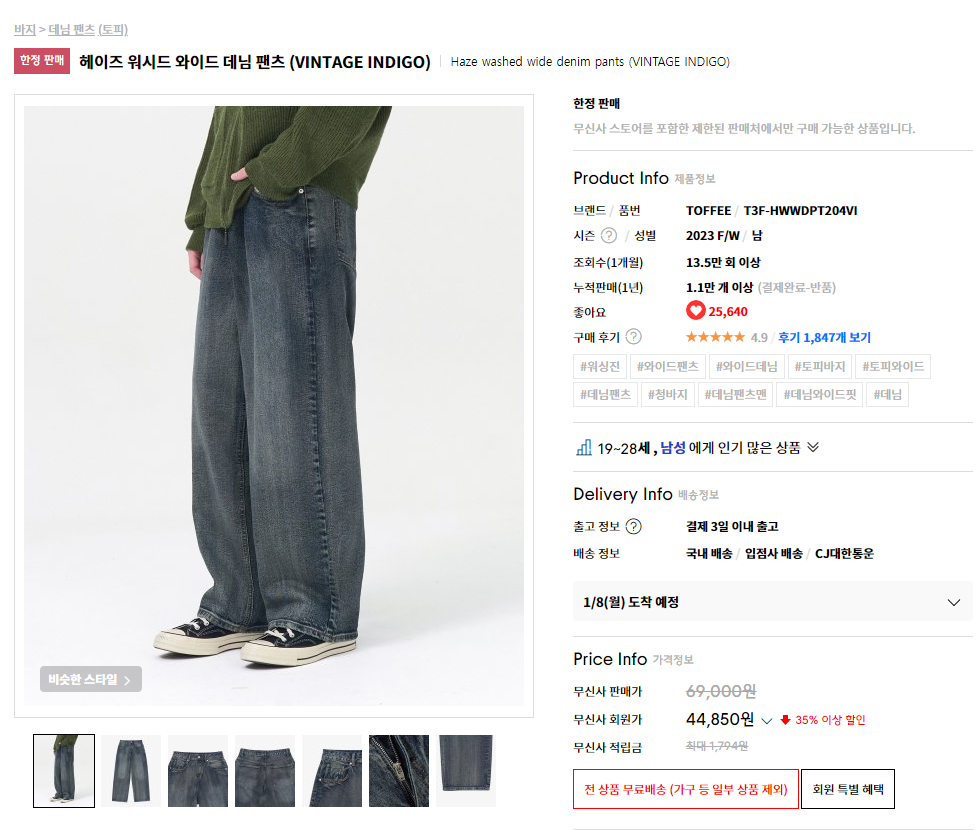 바지 > 데님 팬츠 (토피)
한정 판매 헤이즈 워시드 와이드 데님 팬츠 (VINTAGE INDIGO) Haze washed wide denim pants (VINTAGE INDIGO)
비슷한 스타일 >
한정 판매
무신사 스토어를 포함한 제한된 판매처에서만 구매 가능한 상품입니다.
Product Info 제품정보
브랜드 / 품번 TOFFEE / T3F-HWWDPT204VI
시즌 ? / 성별 2023 F/W / 남
조회수(1개월) 13.5만 회 이상
누적판매(1년) 1.1만 개 이상 (결제완료-반품)
좋아요 25,640
구매 후기 ? ★★★★★ 4.9 / 후기 1,847개 보기
#워싱진 #와이드팬츠 #와이드데님 #토피바지 #토피와이드
#데님팬츠 #청바지 #데님팬츠맨 #데님와이드핏 #데님
19~28세 , 남성 에게 인기 많은 상품
Delivery Info 배송정보
출고 정보 ? 결제 3일 이내 출고
배송 정보 국내 배송 / 입점사 배송 / CJ대한통운
1/8(월) 도착 예정
Price Info 가격정보
무신사 판매가 69,000원
무신사 회원가 44,850원 35% 이상 할인
무신사 적립금 최대 1,794원
전 상품 무료배송 (가구 등 일부 상품 제외) 회원 특별 혜택